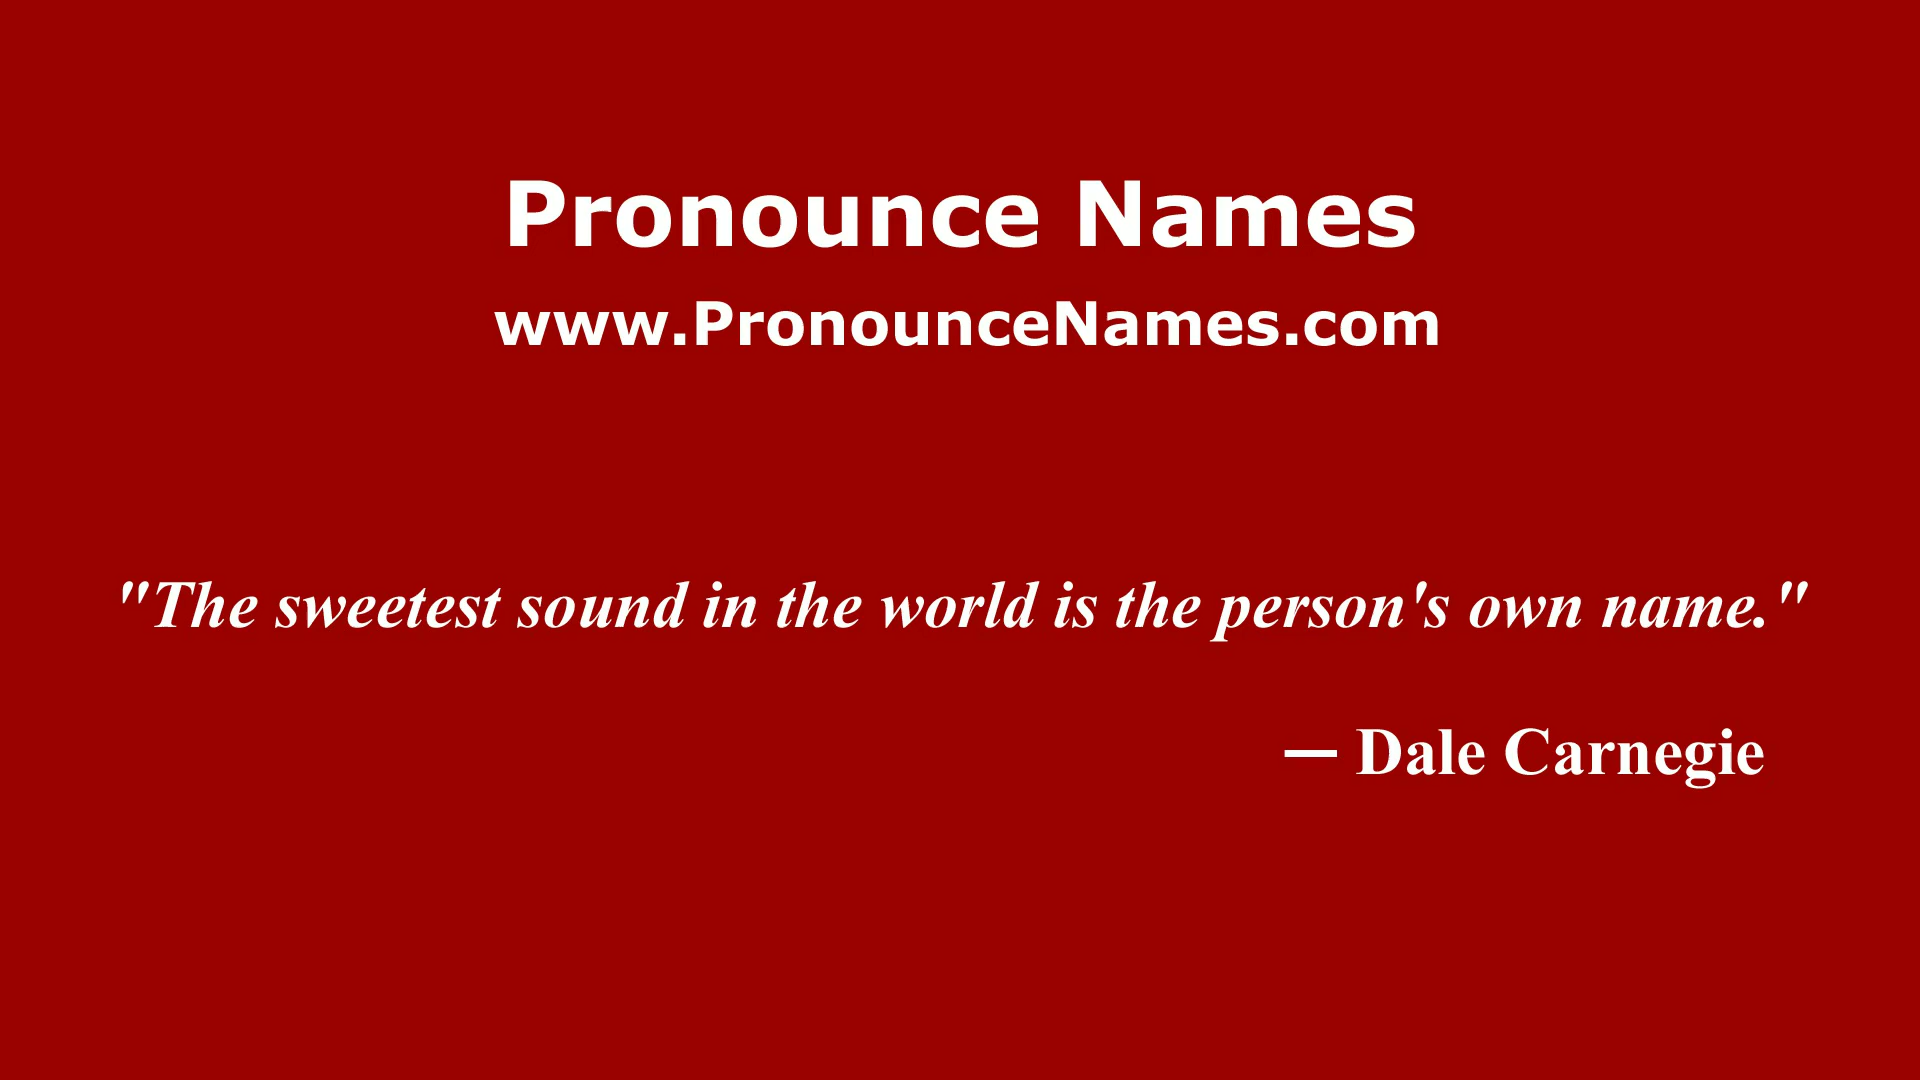 Pronounce Names
www.PronounceNames.com
"The sweetest sound in the world is the person's own name."
— Dale Carnegie